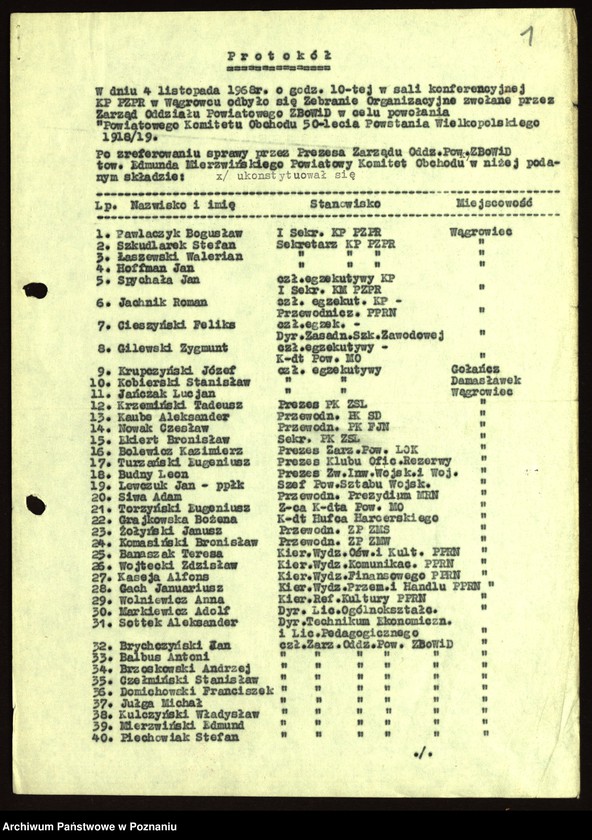 1
Protokół
W dniu 4 listopada 1968r. o godz. 10-tej w sali konferencyjnej
KP PZPR w Wągrowcu odbyło się Zebranie Organizacyjne zwołane przez
Zarząd Oddziału Powiatowego ZBoWiD w celu powołania
"Powiatowego Komitetu Obchodu 50-lecia Powstania Wielkopolskiego
1918/19.
Po zreferowaniu sprawy przez Prezesa Zarządu Oddz.Pow.ZBoWiD
tow. Edmunda Mierzwińskiego Powiatowy Komitet Obchodu w niżej poda-
nym składzie: x/ ukonstytuował się
Lp. Nazwisko i imię Stanowisko Miejscowość
1. Pawlaczyk Bogusław I Sekr. KP PZPR Wągrowiec
2. Szkudlarek Stefan Sekretarz KP PZPR "
3. Łaszewski Walerian " " " "
4. Hoffman Jan " " " "
5. Spychała Jan czł.egzekutywy KP
I Sekr. KM PZPR "
6. Jachnik Roman czł. egzekut. KP -
Przewodnicz. PPRN "
7. Cieszyński Feliks czł.egzek. -
Dyr.Zasadn.Szk.Zawodowej "
8. Gilewski Zygmunt czł.egzekutywy -
K-dt Pow. MO "
9. Krupczyński Józef czł. egzekutywy Gołańcz
10. Kobierski Stanisław " " Damasławek
11. Jańczak Lucjan " " Wągrowiec
12. Krzemiński Tadeusz Prezes PK ZSL "
13. Kaube Aleksander Przewodn. PK SD "
14. Nowak Czesław Przewodn. PK FJN "
15. Ekiert Bronisław Sekr. PK ZSL "
16. Bolewicz Kazimierz Prezes Zarz.Pow. LOK "
17. Turzański Eugeniusz Prezes Klubu Ofic.Rezerwy "
18. Budny Leon Prezes Zw.Inw.Wojsk.i Woj. "
19. Lewczuk Jan - ppłk Szef Pow.Sztabu Wojsk. "
20. Siwa Adam Przewodn. Prezydium MRN "
21. Torzyński Eugeniusz Z-ca K-dta Pow. MO "
22. Grajkowska Bożena K-dt Hufca Harcerskiego "
23. Żołyński Janusz Przewodn. ZP ZMS "
24. Komasiński Bronisław Przewodn. ZP ZMW "
25. Banaszak Teresa Kier.Wydz.Ośw.i Kult. PPRN "
26. Wojtecki Zdzisław Kier.Wydz.Komunikac. PPRN "
27. Kaseja Alfons Kier.Wydz.Finansowego PPRN "
28. Gach Januariusz Kier.Wydz.Przem.i Handlu PPRN "
29. Wolniewicz Anna Kier.Ref.Kultury PPRN "
30. Markiewicz Adolf Dyr. Lic.Ogólnokształc. "
31. Sottek Aleksander Dyr.Technikum Ekonomiczn.
i Lic.Pedagogicznego "
32. Brychczyński Jan czł.Zarz.Oddz.Pow. ZBoWiD "
33. Balbus Antoni " " " " "
34. Brzoskowski Andrzej " " " " "
35. Czełmiński Stanisław " " " " "
36. Domichowski Franciszek " " " " "
37. Jułga Michał " " " " "
38. Kulczyński Władysław " " " " "
39. Mierzwiński Edmund " " " " "
40. Piechowiak Stefan " " " " "
./.
Archiwum Państwowe w Poznaniu